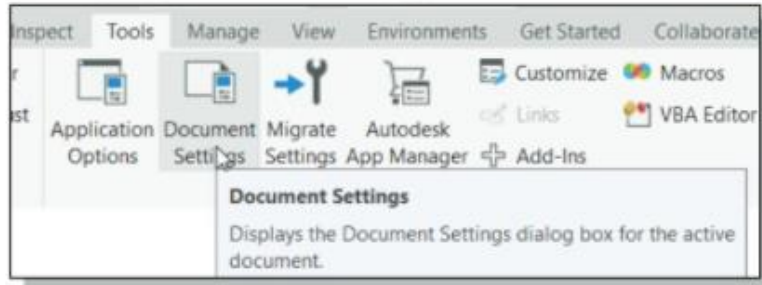 Inspect Tools Manage View Environments Get Started Collaborate
r
ist
Application Options
Document Settings
Migrate Settings
Autodesk App Manager
Customize
Links
Add-Ins
Macros
VBA Editor
Document Settings
Displays the Document Settings dialog box for the active
document.